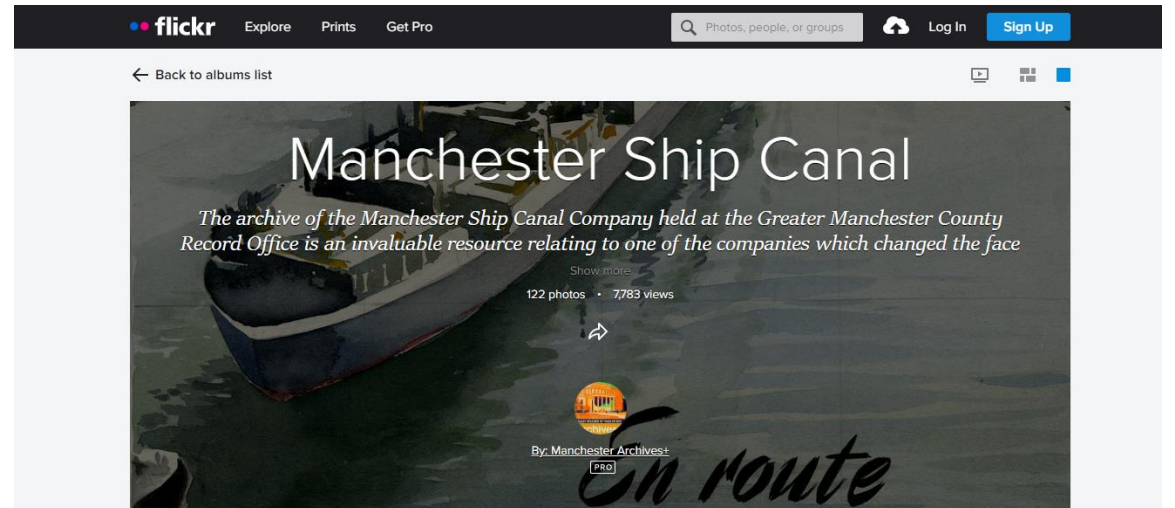 flickr Explore Prints Get Pro Photos, people, or groups Log In Sign Up
Back to albums list
Manchester Ship Canal
The archive of the Manchester Ship Canal Company held at the Greater Manchester County
Record Office is an invaluable resource relating to one of the companies which changed the face
Show more
122 photos • 7,783 views
By: Manchester Archives+
PRO
En route